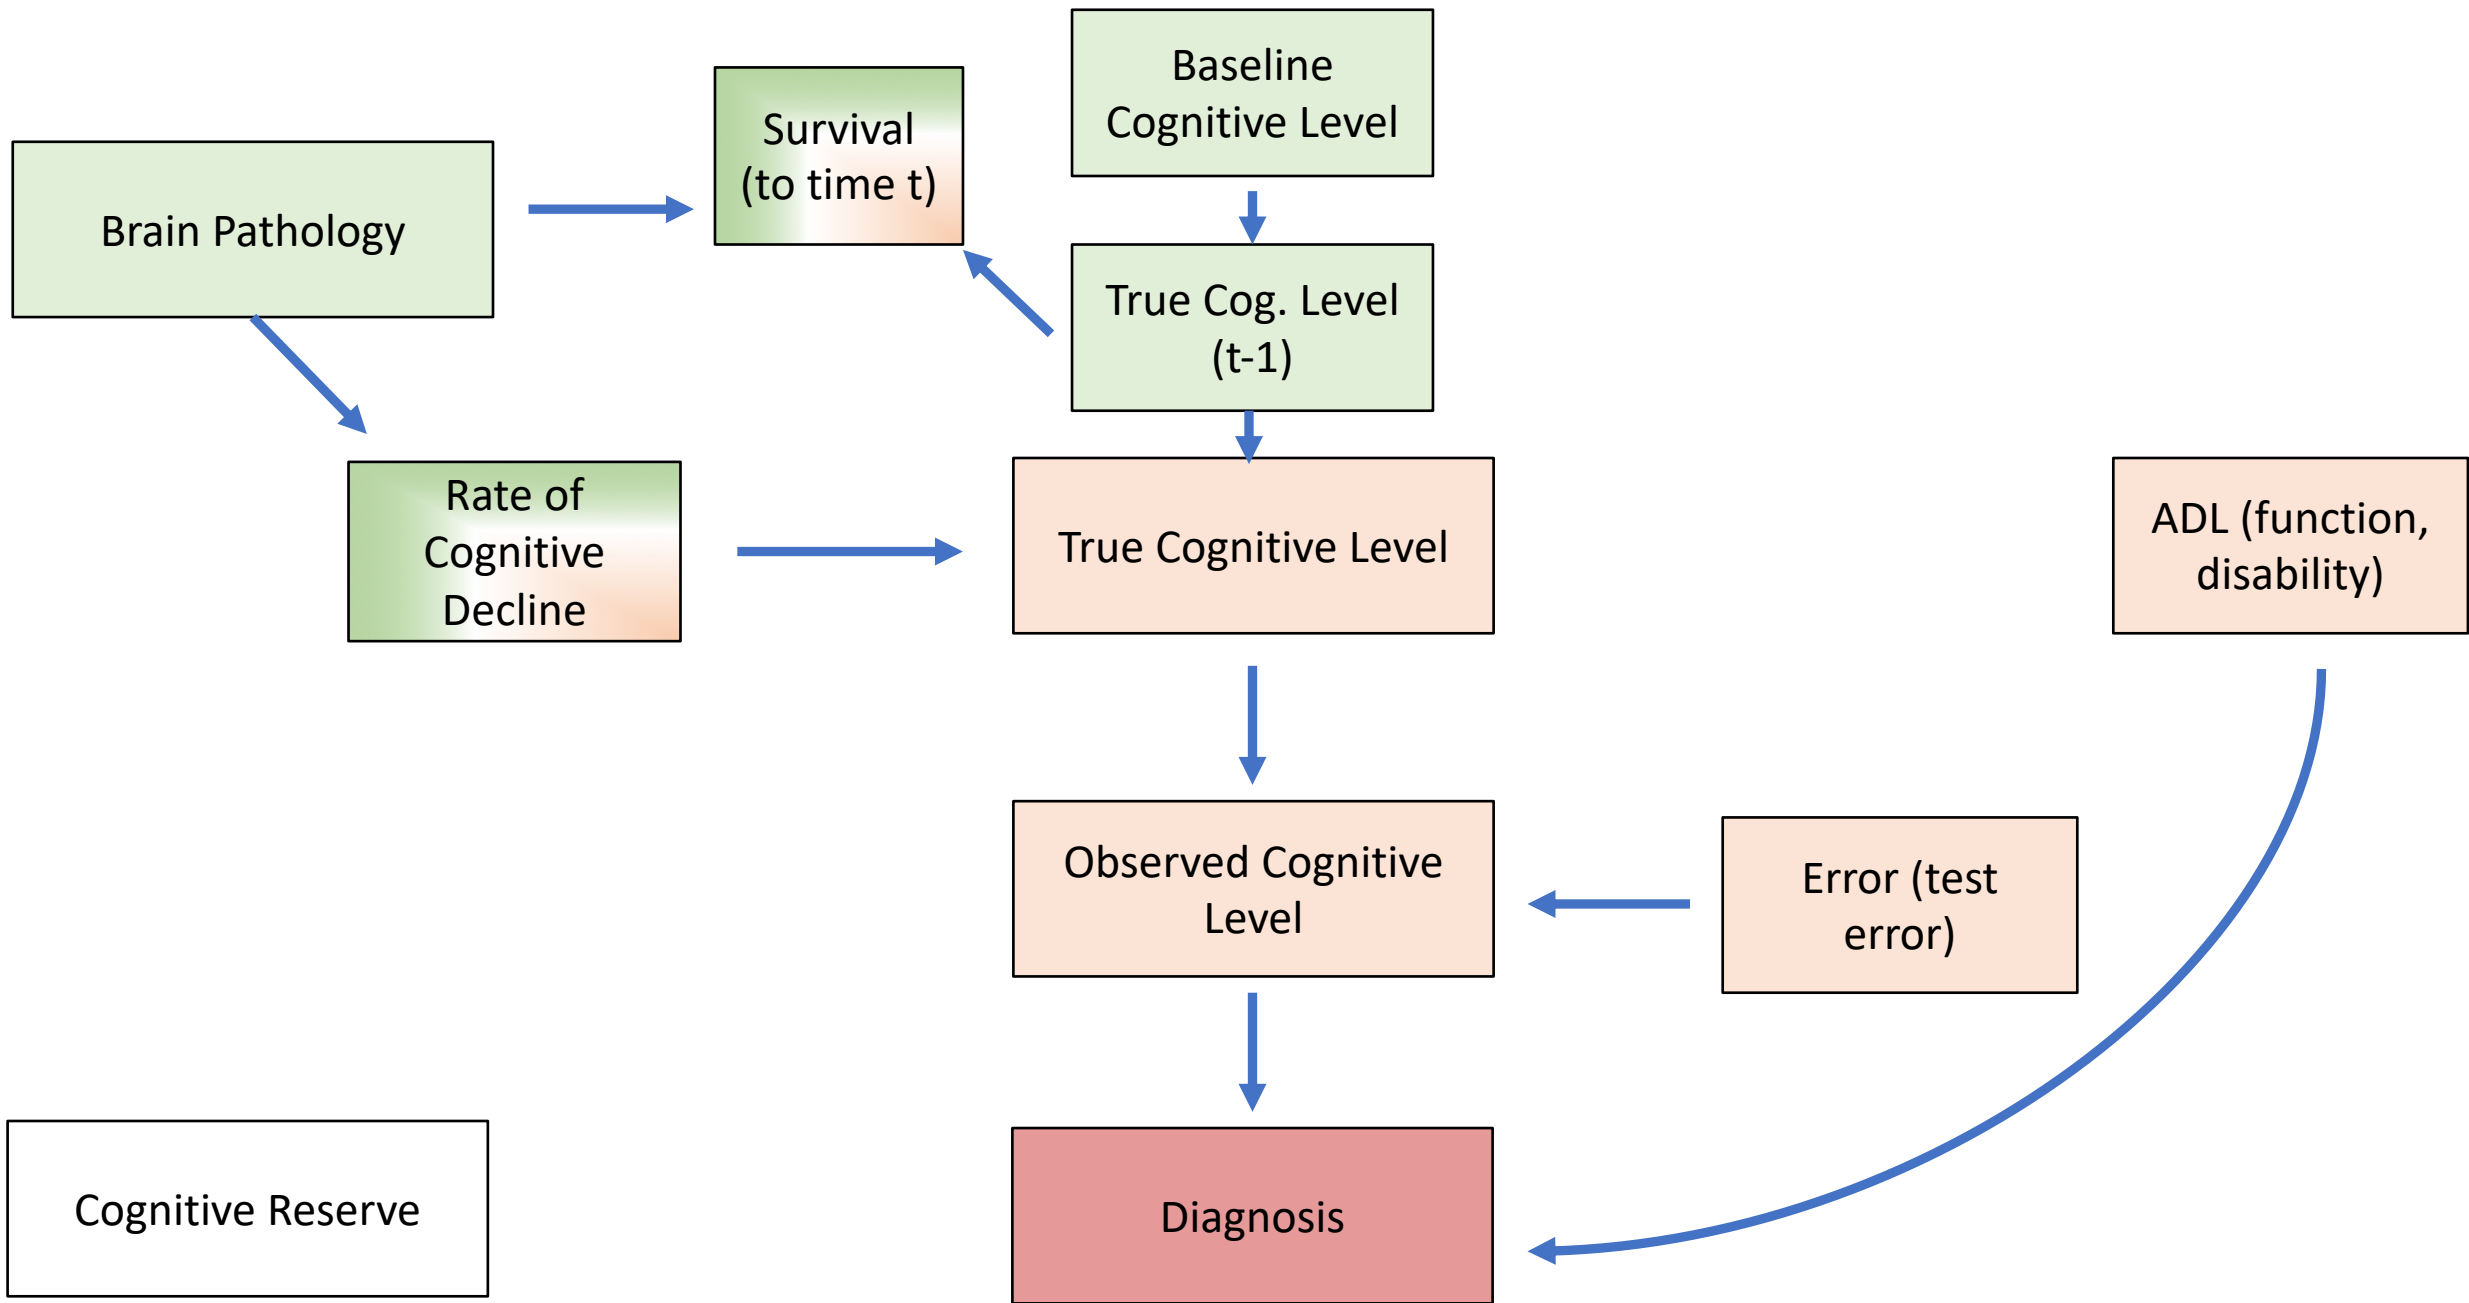 Baseline
Cognitive Level
Survival
(to time t)
Brain Pathology
True Cog. Level
(t-1)
Rate of
Cognitive
Decline
True Cognitive Level
ADL (function,
disability)
Observed Cognitive
Level
Error (test
error)
Cognitive Reserve
Diagnosis